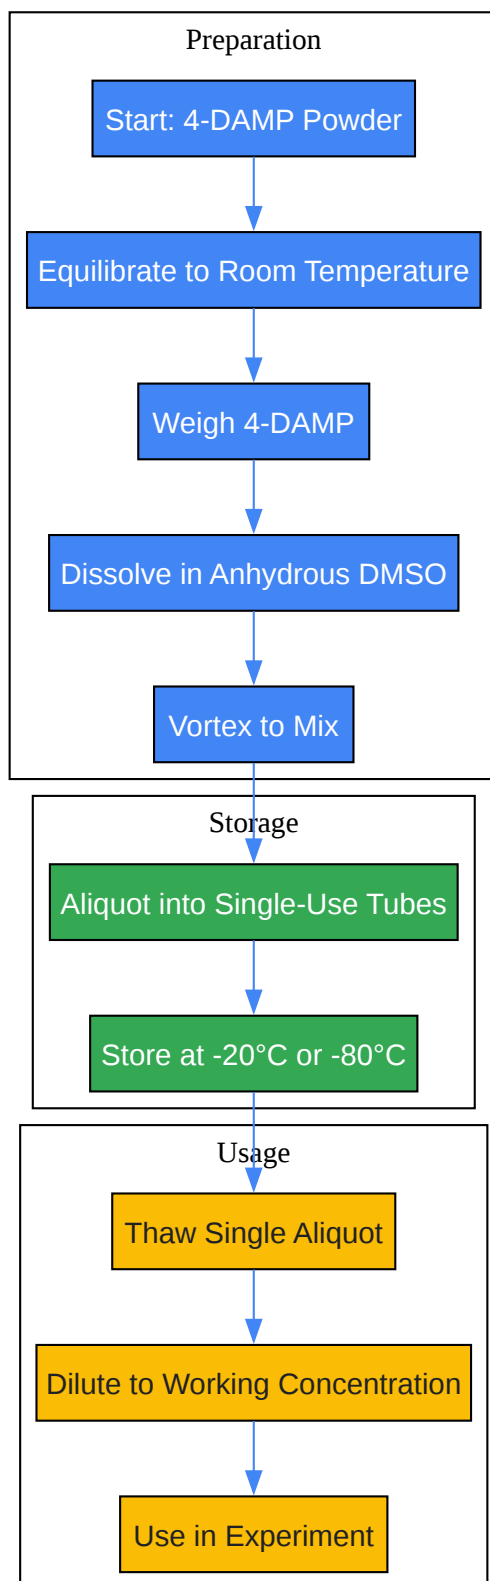 Preparation
Start: 4-DAMP Powder
Equilibrate to Room Temperature
Weigh 4-DAMP
Dissolve in Anhydrous DMSO
Vortex to Mix
Storage
Aliquot into Single-Use Tubes
Store at -20°C or -80°C
Usage
Thaw Single Aliquot
Dilute to Working Concentration
Use in Experiment